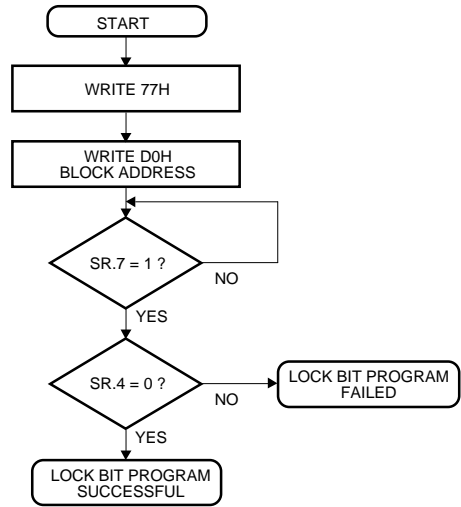 START
WRITE 77H
WRITE D0H
BLOCK ADDRESS
SR.7 = 1 ?
NO
YES
SR.4 = 0 ?
NO
LOCK BIT PROGRAM
FAILED
YES
LOCK BIT PROGRAM
SUCCESSFUL